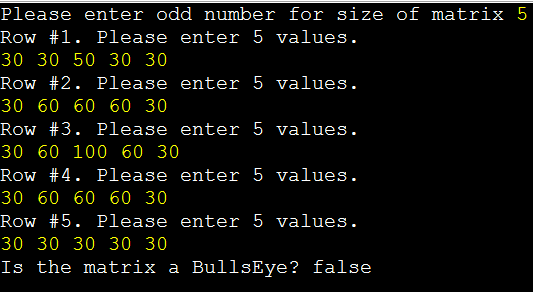 Please enter odd number for size of matrix 5
Row #1. Please enter 5 values.
30 30 50 30 30
Row #2. Please enter 5 values.
30 60 60 60 30
Row #3. Please enter 5 values.
30 60 100 60 30
Row #4. Please enter 5 values.
30 60 60 60 30
Row #5. Please enter 5 values.
30 30 30 30 30
Is the matrix a BullsEye? false